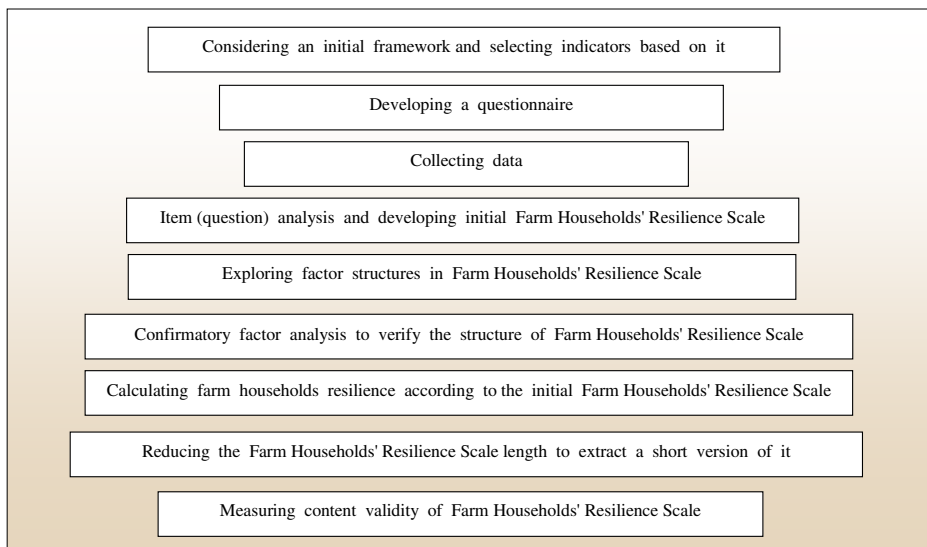 Considering an initial framework and selecting indicators based on it
Developing a questionnaire
Collecting data
Item (question) analysis and developing initial Farm Households' Resilience Scale
Exploring factor structures in Farm Households' Resilience Scale
Confirmatory factor analysis to verify the structure of Farm Households' Resilience Scale
Calculating farm households resilience according to the initial Farm Households' Resilience Scale
Reducing the Farm Households' Resilience Scale length to extract a short version of it
Measuring content validity of Farm Households' Resilience Scale